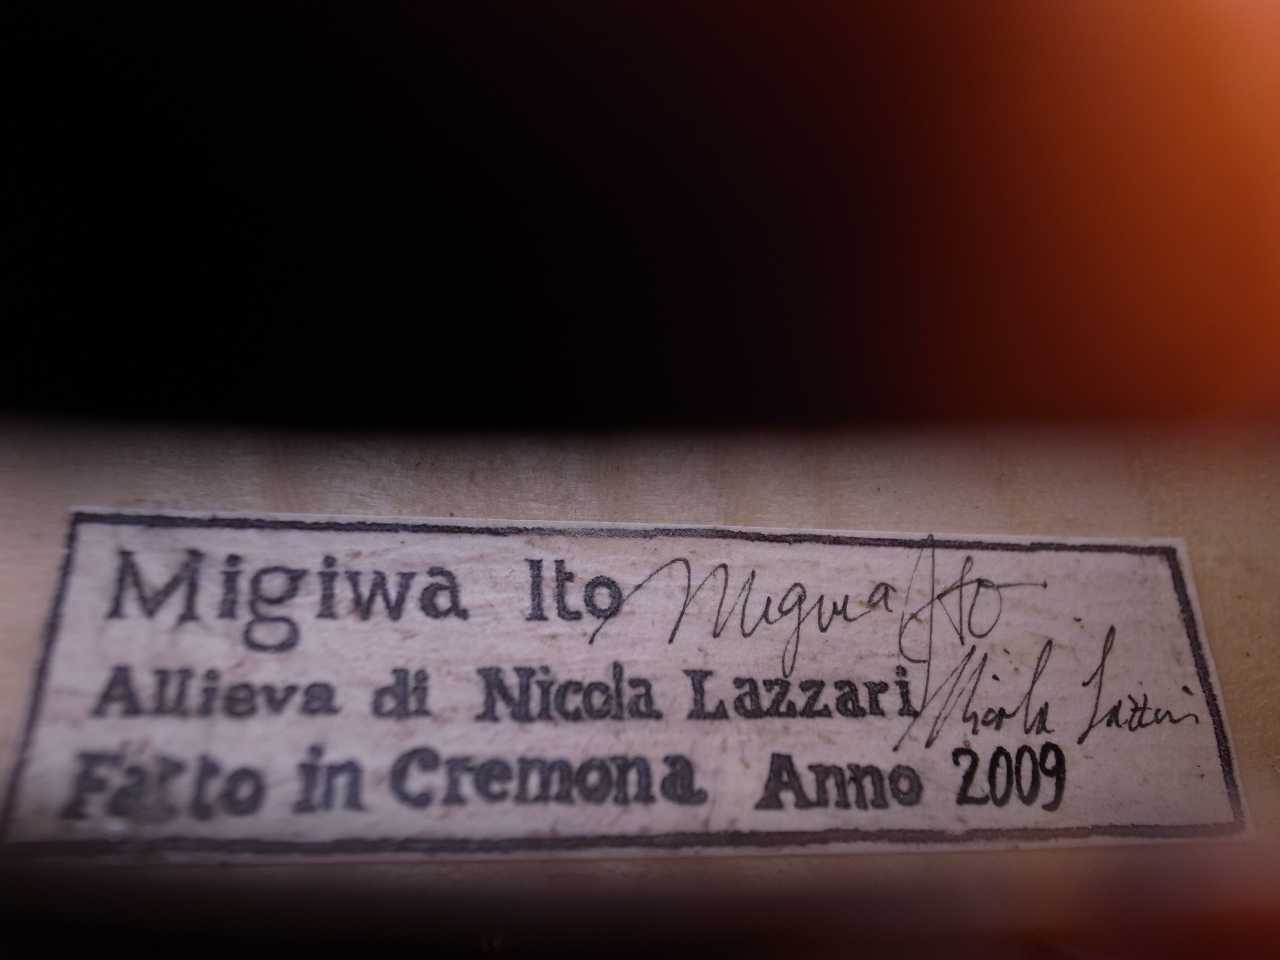 Migiwa Ito Migiwa Ito
Allieva di Nicola Lazzari Nicola Lazzari
Fatto in Cremona Anno 2009